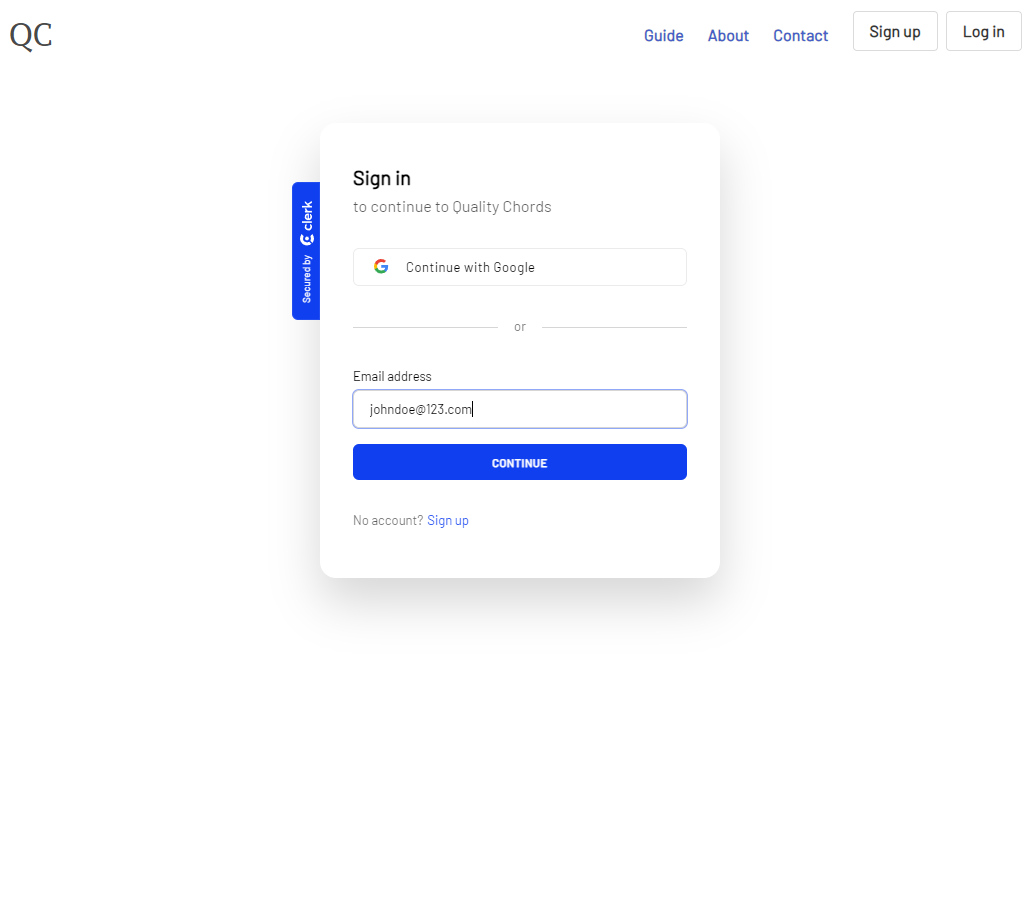 QC
Guide About Contact Sign up Log in
Sign in
to continue to Quality Chords
Secured by clerk
Continue with Google
or
Email address
johndoe@123.com
CONTINUE
No account? Sign up